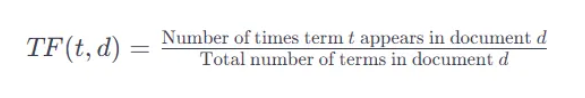 TF(t, d) = Number of times term t appears in document d
Total number of terms in document d